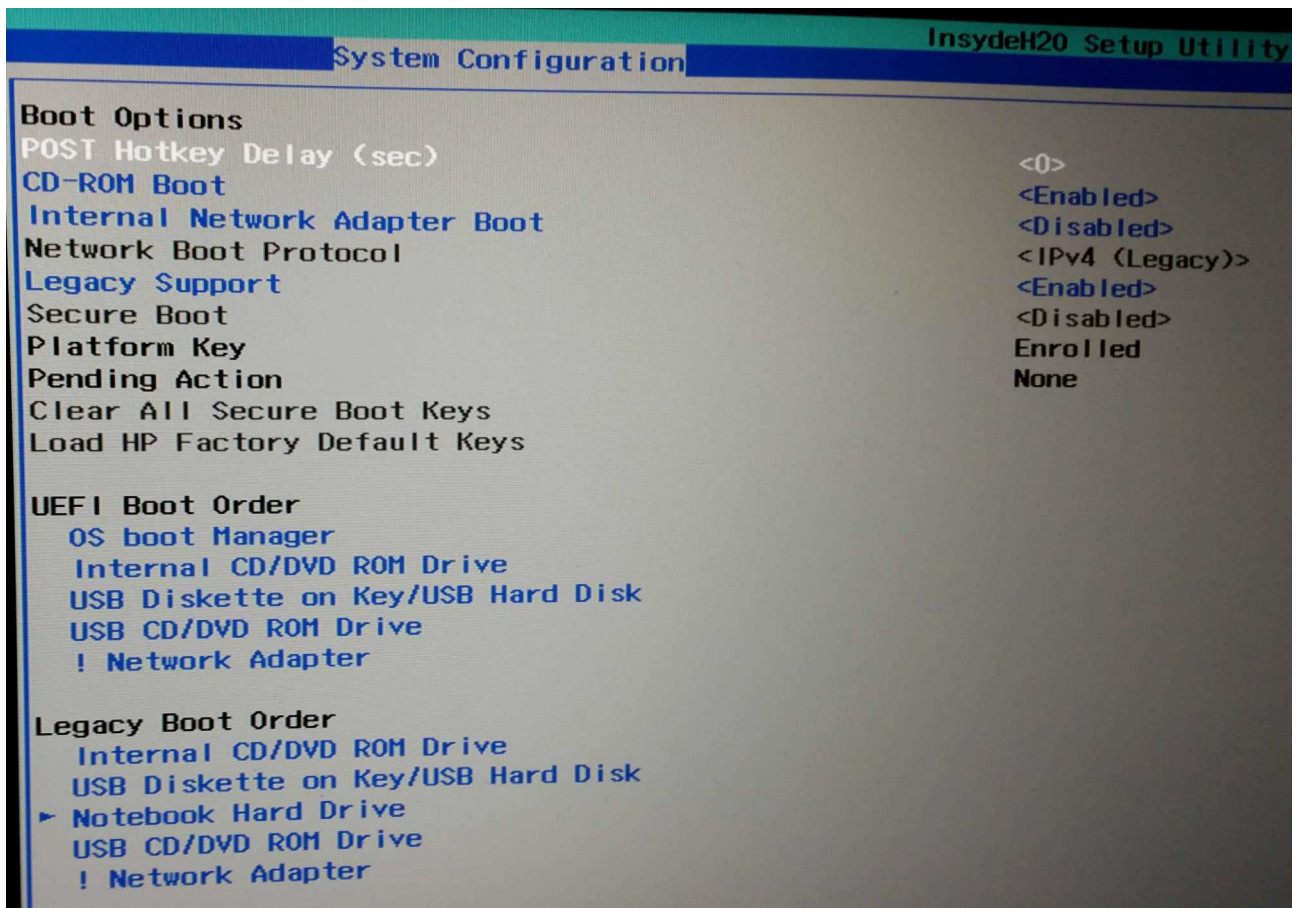 InsydeH20 Setup Utility
System Configuration
Boot Options
POST Hotkey Delay (sec) <0>
CD-ROM Boot <Enabled>
Internal Network Adapter Boot <Disabled>
Network Boot Protocol <IPv4 (Legacy)>
Legacy Support <Enabled>
Secure Boot <Disabled>
Platform Key Enrolled
Pending Action None
Clear All Secure Boot Keys
Load HP Factory Default Keys
UEFI Boot Order
OS boot Manager
Internal CD/DVD ROM Drive
USB Diskette on Key/USB Hard Disk
USB CD/DVD ROM Drive
! Network Adapter
Legacy Boot Order
Internal CD/DVD ROM Drive
USB Diskette on Key/USB Hard Disk
► Notebook Hard Drive
USB CD/DVD ROM Drive
! Network Adapter